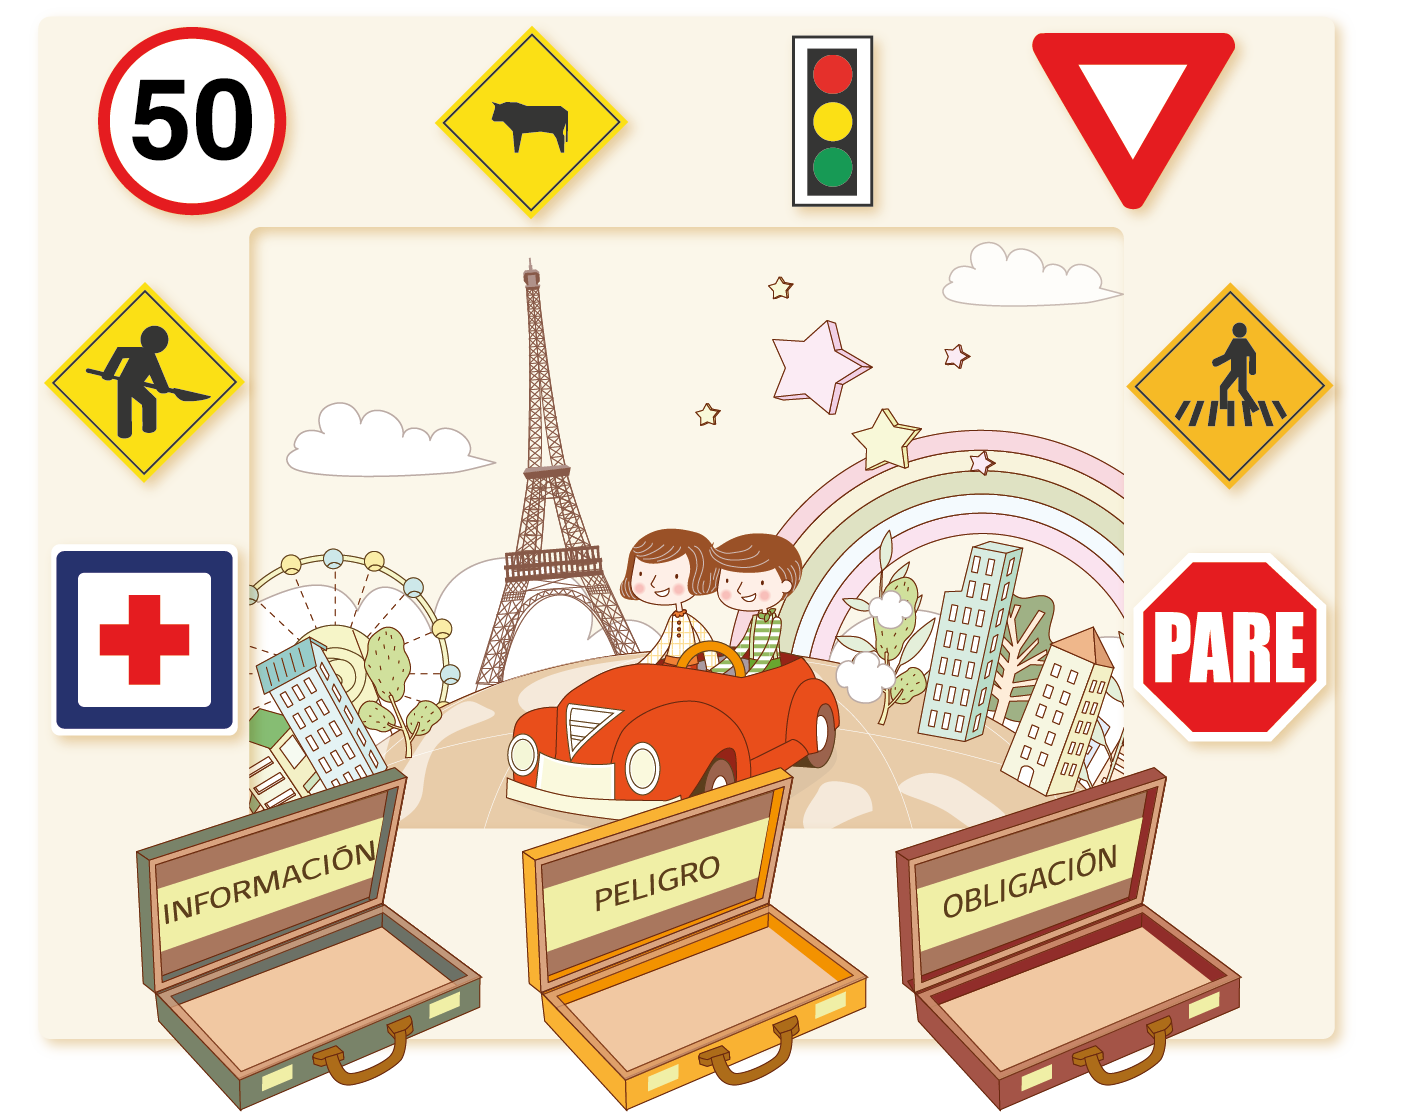 50
PARE
INFORMACIÓN
PELIGRO
OBLIGACIÓN